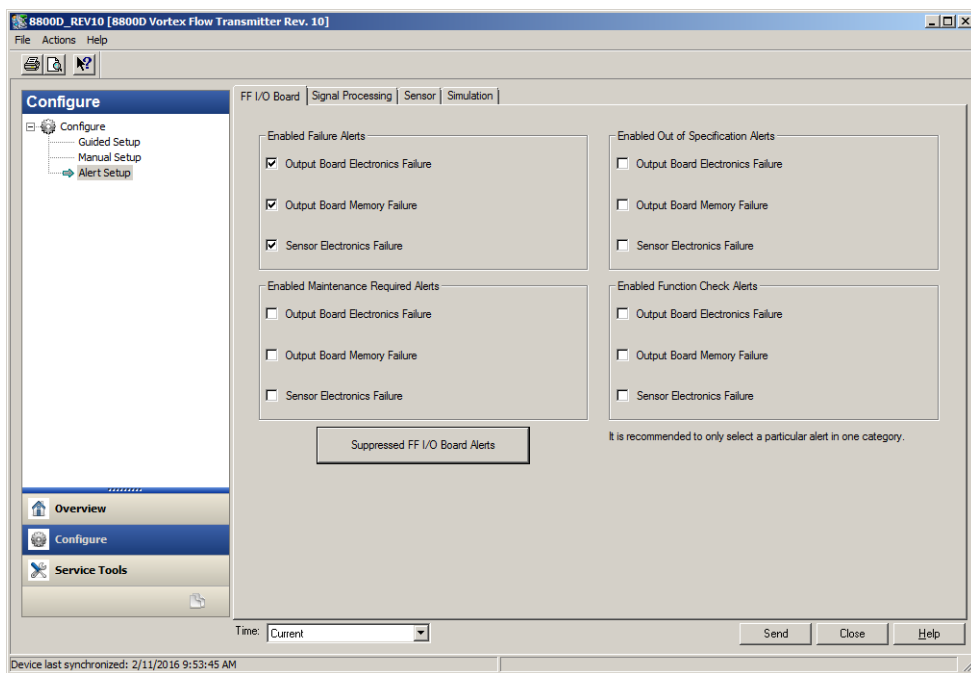 8800D_REV10 [8800D Vortex Flow Transmitter Rev. 10]
File Actions Help
Configure
Configure
Guided Setup
Manual Setup
Alert Setup
Overview
Configure
Service Tools
FF I/O Board Signal Processing Sensor Simulation
Enabled Failure Alerts
Output Board Electronics Failure
Output Board Memory Failure
Sensor Electronics Failure
Enabled Out of Specification Alerts
Output Board Electronics Failure
Output Board Memory Failure
Sensor Electronics Failure
Enabled Maintenance Required Alerts
Output Board Electronics Failure
Output Board Memory Failure
Sensor Electronics Failure
Enabled Function Check Alerts
Output Board Electronics Failure
Output Board Memory Failure
Sensor Electronics Failure
Suppressed FF I/O Board Alerts
It is recommended to only select a particular alert in one category.
Time: Current
Send Close Help
Device last synchronized: 2/11/2016 9:53:45 AM